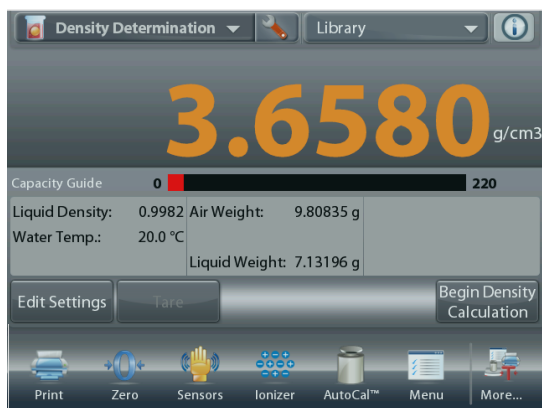 Density Determination Library
3.6580 g/cm3
Capacity Guide 0 220
Liquid Density: 0.9982 Air Weight: 9.80835 g
Water Temp.: 20.0 °C
Liquid Weight: 7.13196 g
Edit Settings Tare Begin Density
Calculation
Print Zero Sensors Ionizer AutoCal™ Menu More...